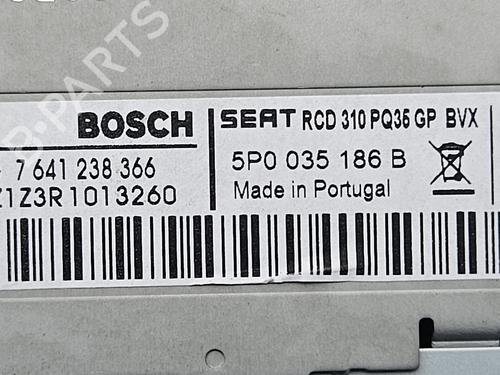 BOSCH
7 641 238 366
Z1Z3R1013260
SEAT RCD 310 PQ35 GP BVX
5P0 035 186 B
Made in Portugal